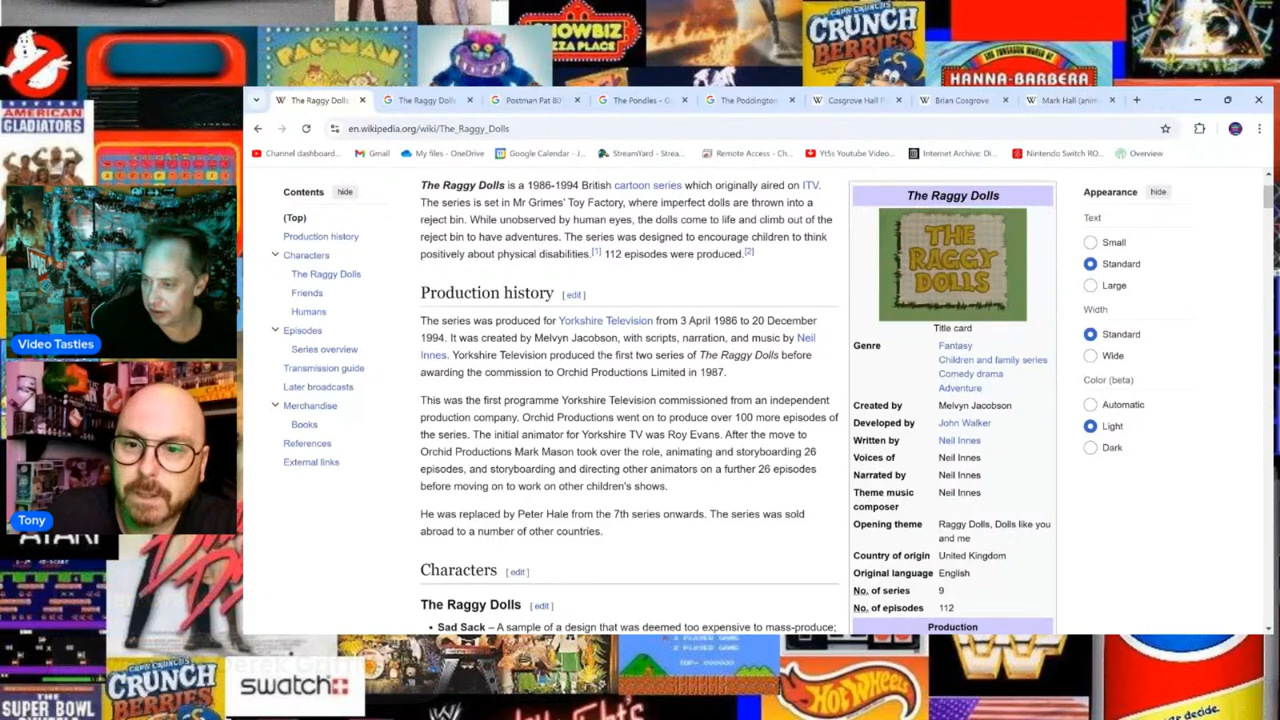 SHOWBIZ
PIZZA PLACE
CAP'N CRUNCH'S
CRUNCH
BERRIES
PAC-MAN
HANNA-BARBERA
AMERICAN
GLADIATORS
The Raggy Dolls
The Raggy Dolls
Postman Pat 80
The Pondles - G
The Poddington
Cosgrove Hall F
Brian Cosgrove
Mark Hall (anim
en.wikipedia.org/wiki/The_Raggy_Dolls
Channel dashboard...
Gmail
My files - OneDrive
Google Calendar - J...
StreamYard - Strea...
Remote Access - Ch...
Yt5s Youtube Video...
Internet Archive: Di...
Nintendo Switch RO...
Overview
Contents hide
(Top)
Production history
Characters
The Raggy Dolls
Friends
Humans
Episodes
Series overview
Transmission guide
Later broadcasts
Merchandise
Books
References
External links
The Raggy Dolls is a 1986-1994 British cartoon series which originally aired on ITV.
The series is set in Mr Grimes' Toy Factory, where imperfect dolls are thrown into a
reject bin. While unobserved by human eyes, the dolls come to life and climb out of the
reject bin to have adventures. The series was designed to encourage children to think
positively about physical disabilities.[1] 112 episodes were produced.[2]
Production history [ edit ]
The series was produced for Yorkshire Television from 3 April 1986 to 20 December
1994. It was created by Melvyn Jacobson, with scripts, narration, and music by Neil
Innes. Yorkshire Television produced the first two series of The Raggy Dolls before
awarding the commission to Orchid Productions Limited in 1987.
This was the first programme Yorkshire Television commissioned from an independent
production company. Orchid Productions went on to produce over 100 more episodes of
the series. The initial animator for Yorkshire TV was Roy Evans. After the move to
Orchid Productions Mark Mason took over the role, animating and storyboarding 26
episodes, and storyboarding and directing other animators on a further 26 episodes
before moving on to work on other children's shows.
He was replaced by Peter Hale from the 7th series onwards. The series was sold
abroad to a number of other countries.
Characters [ edit ]
The Raggy Dolls [ edit ]
• Sad Sack – A sample of a design that was deemed too expensive to mass-produce;
The Raggy Dolls
THE
RAGGY
DOLLS
Title card
Genre Fantasy
Children and family series
Comedy drama
Adventure
Created by Melvyn Jacobson
Developed by John Walker
Written by Neil Innes
Voices of Neil Innes
Narrated by Neil Innes
Theme music Neil Innes
composer
Opening theme Raggy Dolls, Dolls like you
and me
Country of origin United Kingdom
Original language English
No. of series 9
No. of episodes 112
Production
Appearance hide
Text
Small
Standard
Large
Width
Standard
Wide
Color (beta)
Automatic
Light
Dark
Video Tasties
Tony
ATARI
CRUNCH
BERRIES
swatch
THE
SUPER BOWL
HOT WHEELS
1 PLAYER GAME
2 PLAYER GAME
decide.